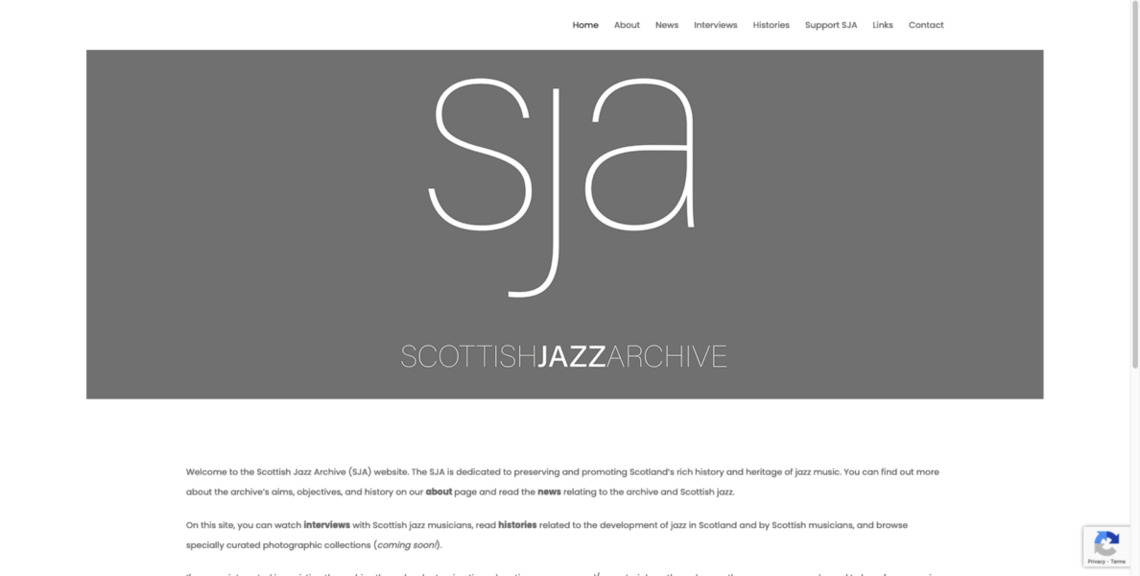 Home About News Interviews Histories Support SJA Links Contact
sja
SCOTTISHJAZZARCHIVE
Welcome to the Scottish Jazz Archive (SJA) website. The SJA is dedicated to preserving and promoting Scotland's rich history and heritage of jazz music. You can find out more
about the archive's aims, objectives, and history on our about page and read the news relating to the archive and Scottish jazz.
On this site, you can watch interviews with Scottish jazz musicians, read histories related to the development of jazz in Scotland and by Scottish musicians, and browse
specially curated photographic collections (coming soon!).
Privacy - Terms